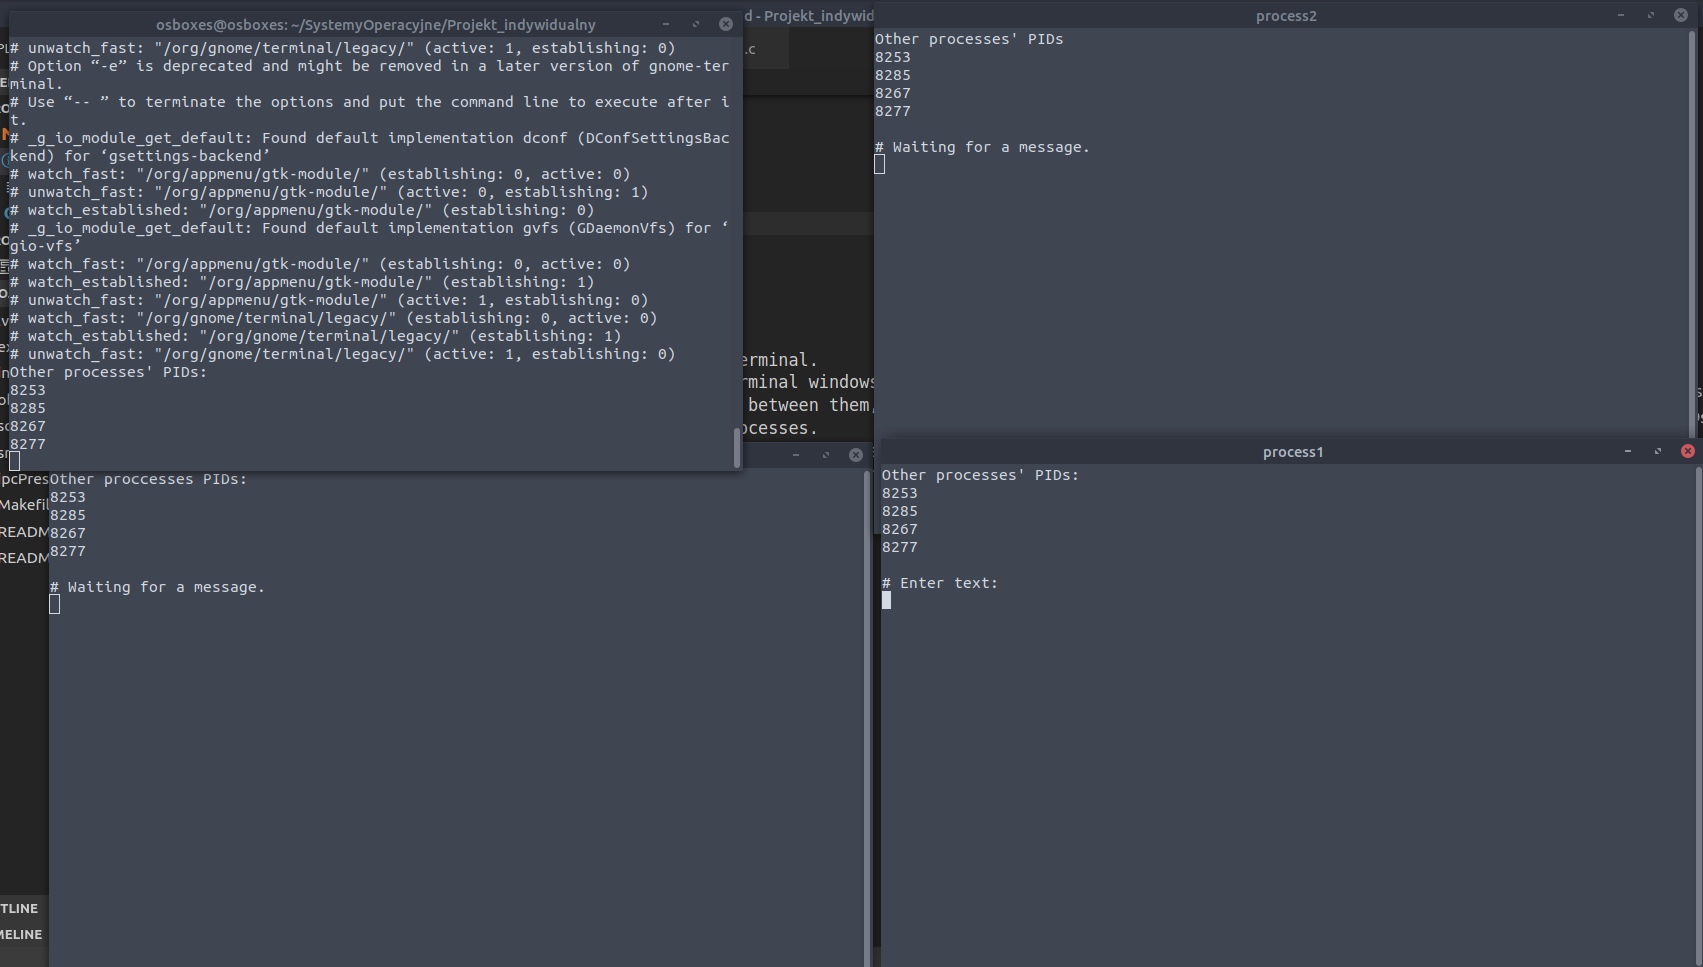 osboxes@osboxes: ~/SystemyOperacyjne/Projekt_indywidualny
# unwatch_fast: "/org/gnome/terminal/legacy/" (active: 1, establishing: 0)
# Option “-e” is deprecated and might be removed in a later version of gnome-ter
minal.
# Use “-- ” to terminate the options and put the command line to execute after i
t.
# _g_io_module_get_default: Found default implementation dconf (DConfSettingsBac
kend) for ‘gsettings-backend’
# watch_fast: "/org/appmenu/gtk-module/" (establishing: 0, active: 0)
# unwatch_fast: "/org/appmenu/gtk-module/" (active: 0, establishing: 1)
# watch_established: "/org/appmenu/gtk-module/" (establishing: 0)
# _g_io_module_get_default: Found default implementation gvfs (GDaemonVfs) for ‘
gio-vfs’
# watch_fast: "/org/appmenu/gtk-module/" (establishing: 0, active: 0)
# watch_established: "/org/appmenu/gtk-module/" (establishing: 1)
# unwatch_fast: "/org/appmenu/gtk-module/" (active: 1, establishing: 0)
# watch_fast: "/org/gnome/terminal/legacy/" (establishing: 0, active: 0)
# watch_established: "/org/gnome/terminal/legacy/" (establishing: 1)
# unwatch_fast: "/org/gnome/terminal/legacy/" (active: 1, establishing: 0)
Other processes' PIDs:
8253
8285
8267
8277
d - Projekt_indywid
.c
erminal.
rminal windows
between them,
ocesses.
process2
Other processes' PIDs
8253
8285
8267
8277
# Waiting for a message.
Other proccesses PIDs:
8253
8285
8267
8277
# Waiting for a message.
process1
Other processes' PIDs:
8253
8285
8267
8277
# Enter text:
ipcPres
Makefil
READM
READM
TLINE
MELINE